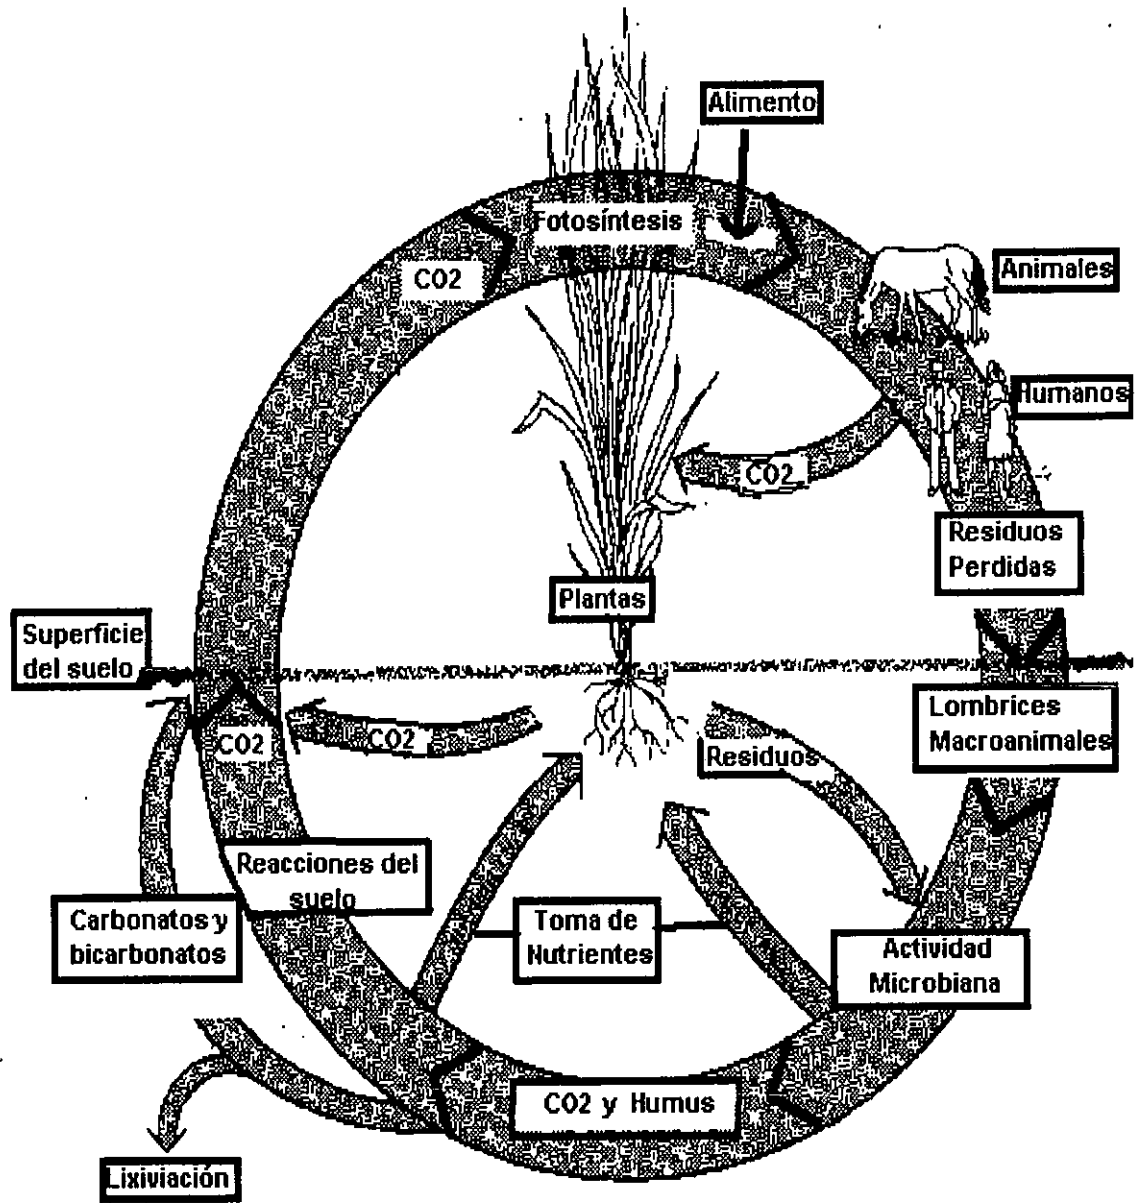 Alimento
Fotosíntesis
CO2
Animales
Humanos
CO2
Residuos
Perdidas
Plantas
Superficie
del suelo
Lombrices
Macroanimales
CO2
CO2
Residuos
Reacciones del
suelo
Carbonatos y
bicarbonatos
Toma de
Nutrientes
Actividad
Microbiana
CO2 y Humus
Lixiviación